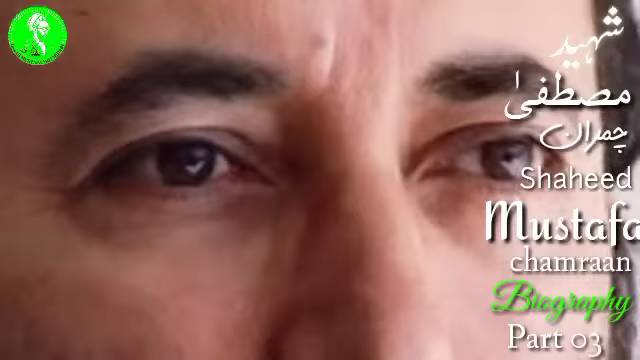 شہید
مصطفیٰ
چمران
Shaheed
Mustafa
chamraan
Biography
Part 03